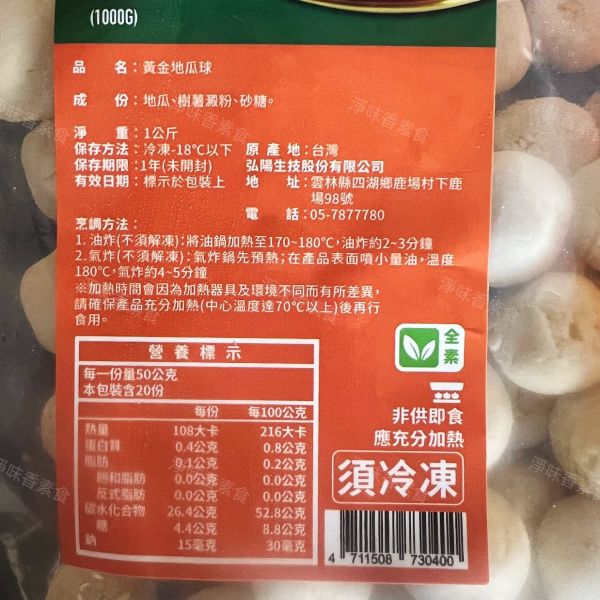 (1000G)
品 名：黃金地瓜球
成 份：地瓜、樹薯澱粉、砂糖。
淨 重：1公斤
保存方法：冷凍-18℃以下 原 產 地：台灣
保存期限：1年(未開封) 弘陽生技股份有限公司
有效日期：標示於包裝上 地 址：雲林縣四湖鄉鹿場村下鹿
場98號
電 話：05-7877780
烹調方法：
1. 油炸(不須解凍)：將油鍋加熱至170~180℃，油炸約2~3分鐘
2. 氣炸(不須解凍)：氣炸鍋先預熱；在產品表面噴小量油，溫度
180℃，氣炸約4~5分鐘
※加熱時間會因為加熱器具及環境不同而有所差異，
請確保產品充分加熱(中心溫度達70℃以上)後再行
食用。
全素
非供即食
應充分加熱
須冷凍
營養標示
每一份量50公克
本包裝含20份
每份 每100公克
熱量 108大卡 216大卡
蛋白質 0.4公克 0.8公克
脂肪 0.1公克 0.2公克
飽和脂肪 0.0公克 0.0公克
反式脂肪 0.0公克 0.0公克
碳水化合物 26.4公克 52.8公克
糖 4.4公克 8.8公克
鈉 15毫克 30毫克
4 711508 730400
淨味香素食